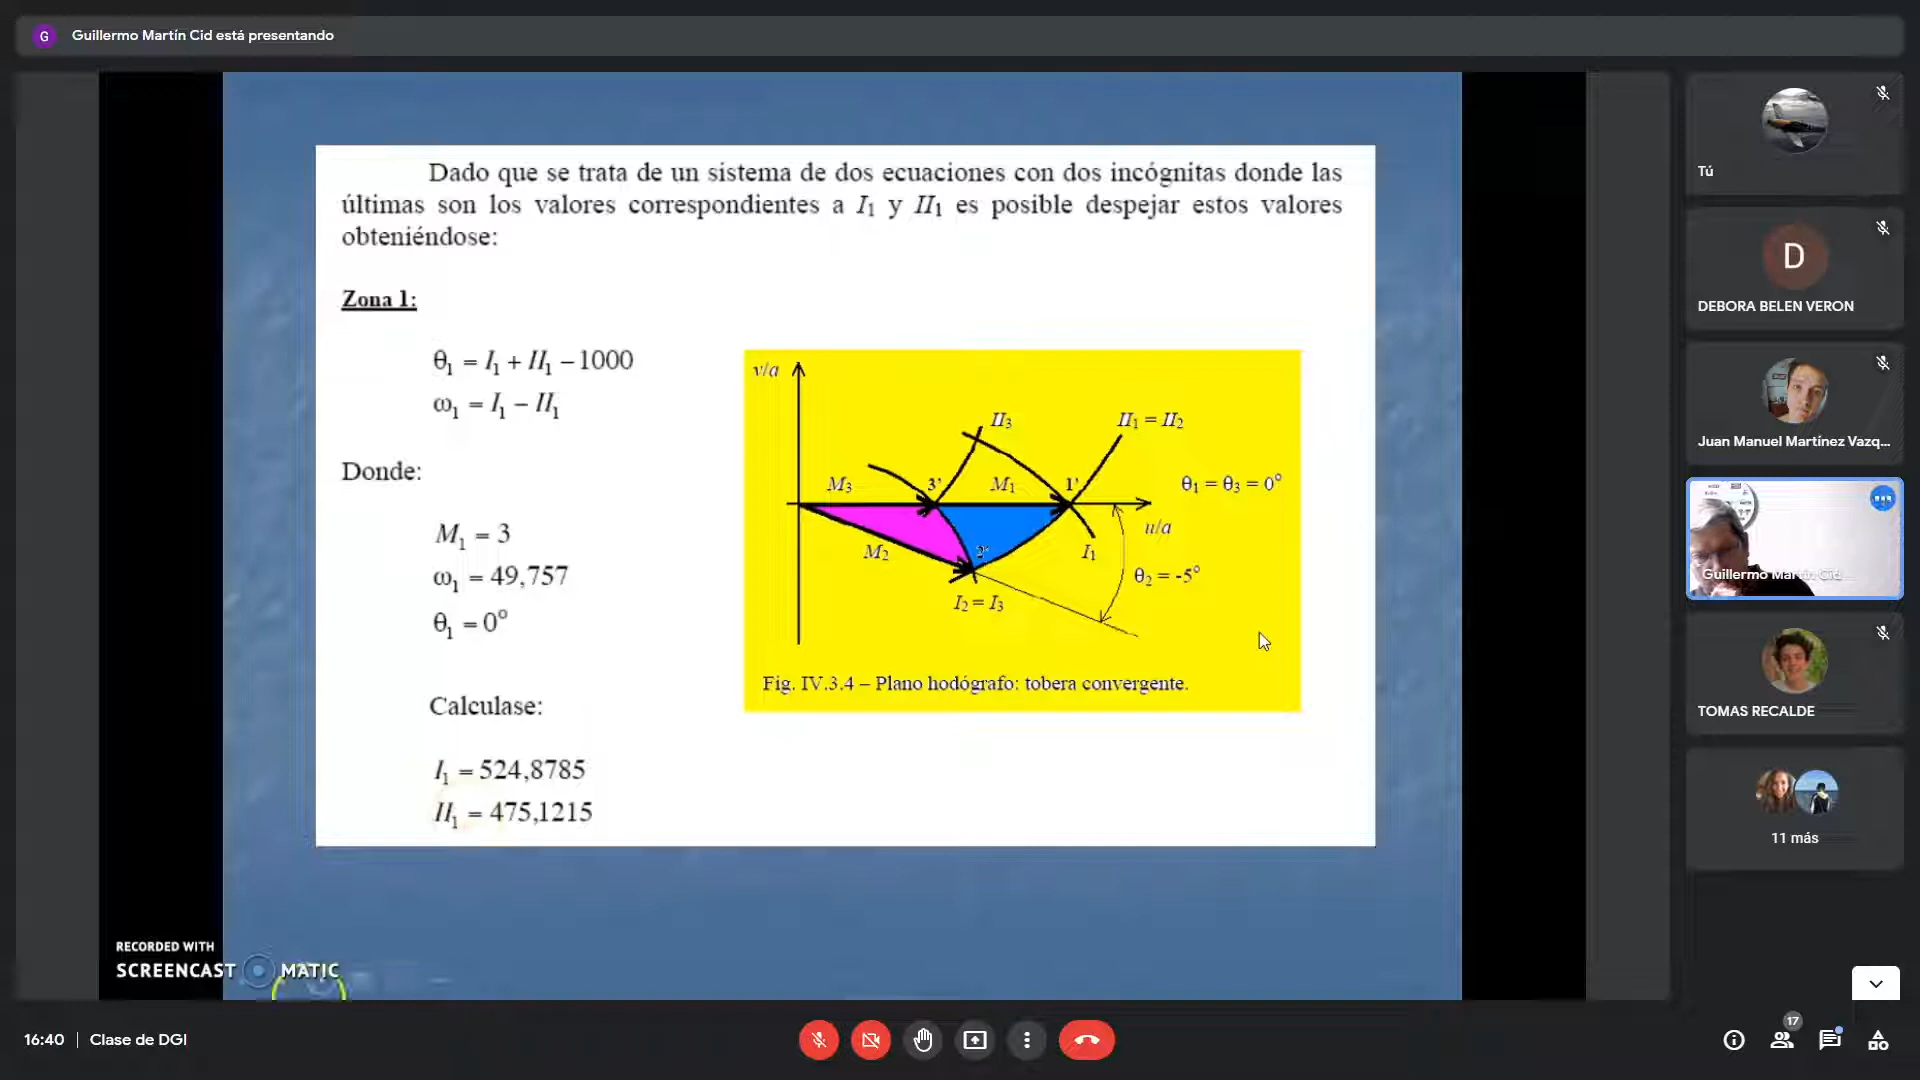 G Guillermo Martín Cid está presentando
Dado que se trata de un sistema de dos ecuaciones con dos incógnitas donde las
últimas son los valores correspondientes a I₁ y II₁ es posible despejar estos valores
obteniéndose:
Zona 1:
θ₁ = I₁ + II₁ − 1000
ω₁ = I₁ − II₁
Donde:
M₁ = 3
ω₁ = 49,757
θ₁ = 0°
Calculase:
I₁ = 524,8785
II₁ = 475,1215
v/a
II₃
II₁ = II₂
M₃
3'
M₁
1'
θ₁ = θ₃ = 0°
u/a
M₂
2'
I₁
θ₂ = -5°
I₂ = I₃
Fig. IV.3.4 – Plano hodógrafo: tobera convergente.
RECORDED WITH
SCREENCAST MATIC
Tú
D
DEBORA BELEN VERON
Juan Manuel Martínez Vazq...
Guillermo Martín Cid
TOMAS RECALDE
11 más
16:40 | Clase de DGI
17